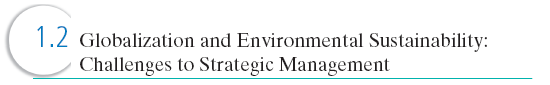 1.2 Globalization and Environmental Sustainability:
Challenges to Strategic Management